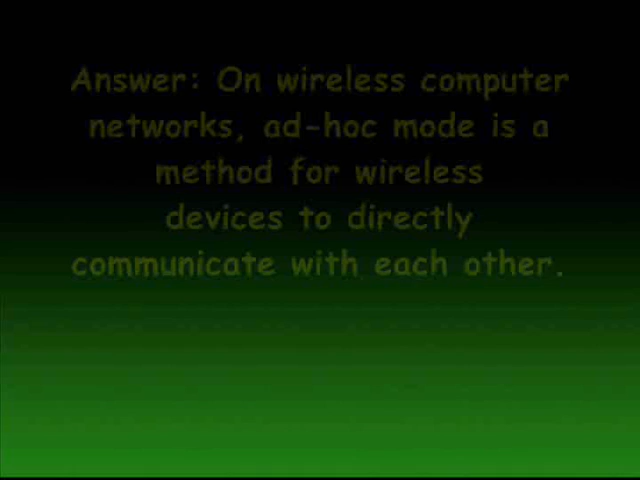 Answer: On wireless computer
networks, ad-hoc mode is a
method for wireless
devices to directly
communicate with each other.